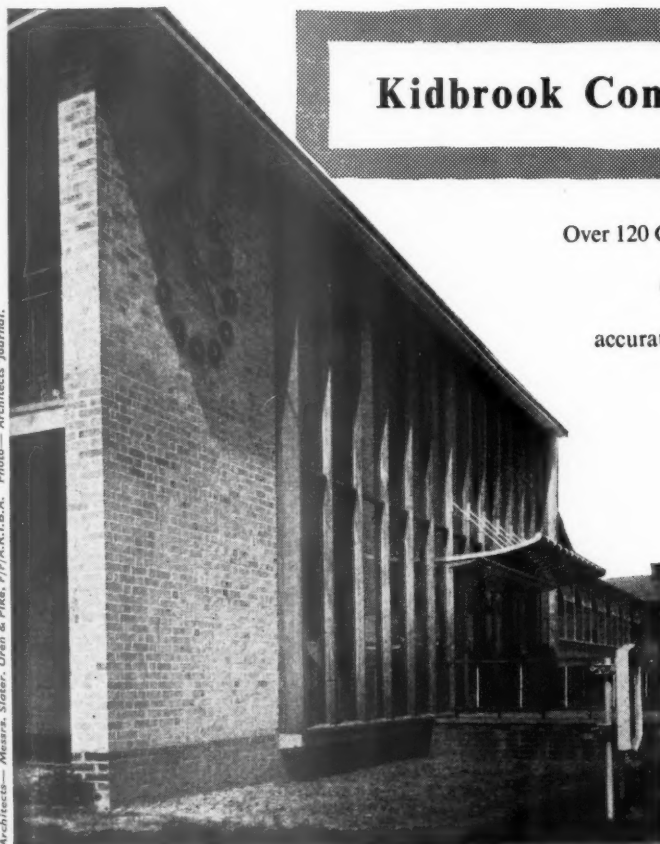 Kidbrook Com
Over 120
accurat
Architects— Messrs. Slater, Uren & Pike, F/F/A.R.I.B.A. Photo— Architects Journal.